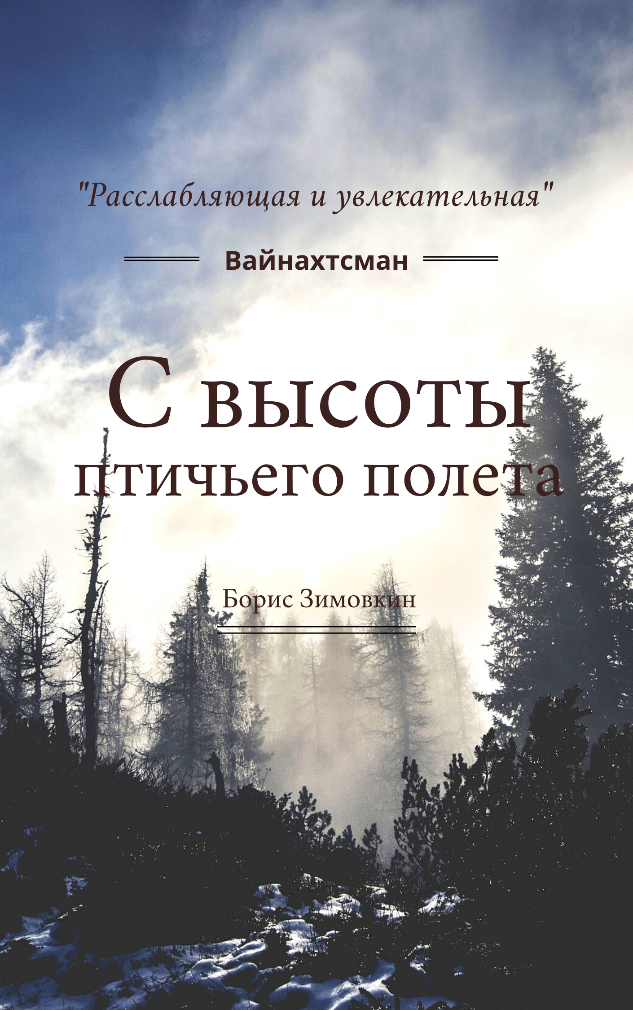 "Расслабляющая и увлекательная"
Вайнахтсман
С высоты
птичьего полета
Борис Зимовкин